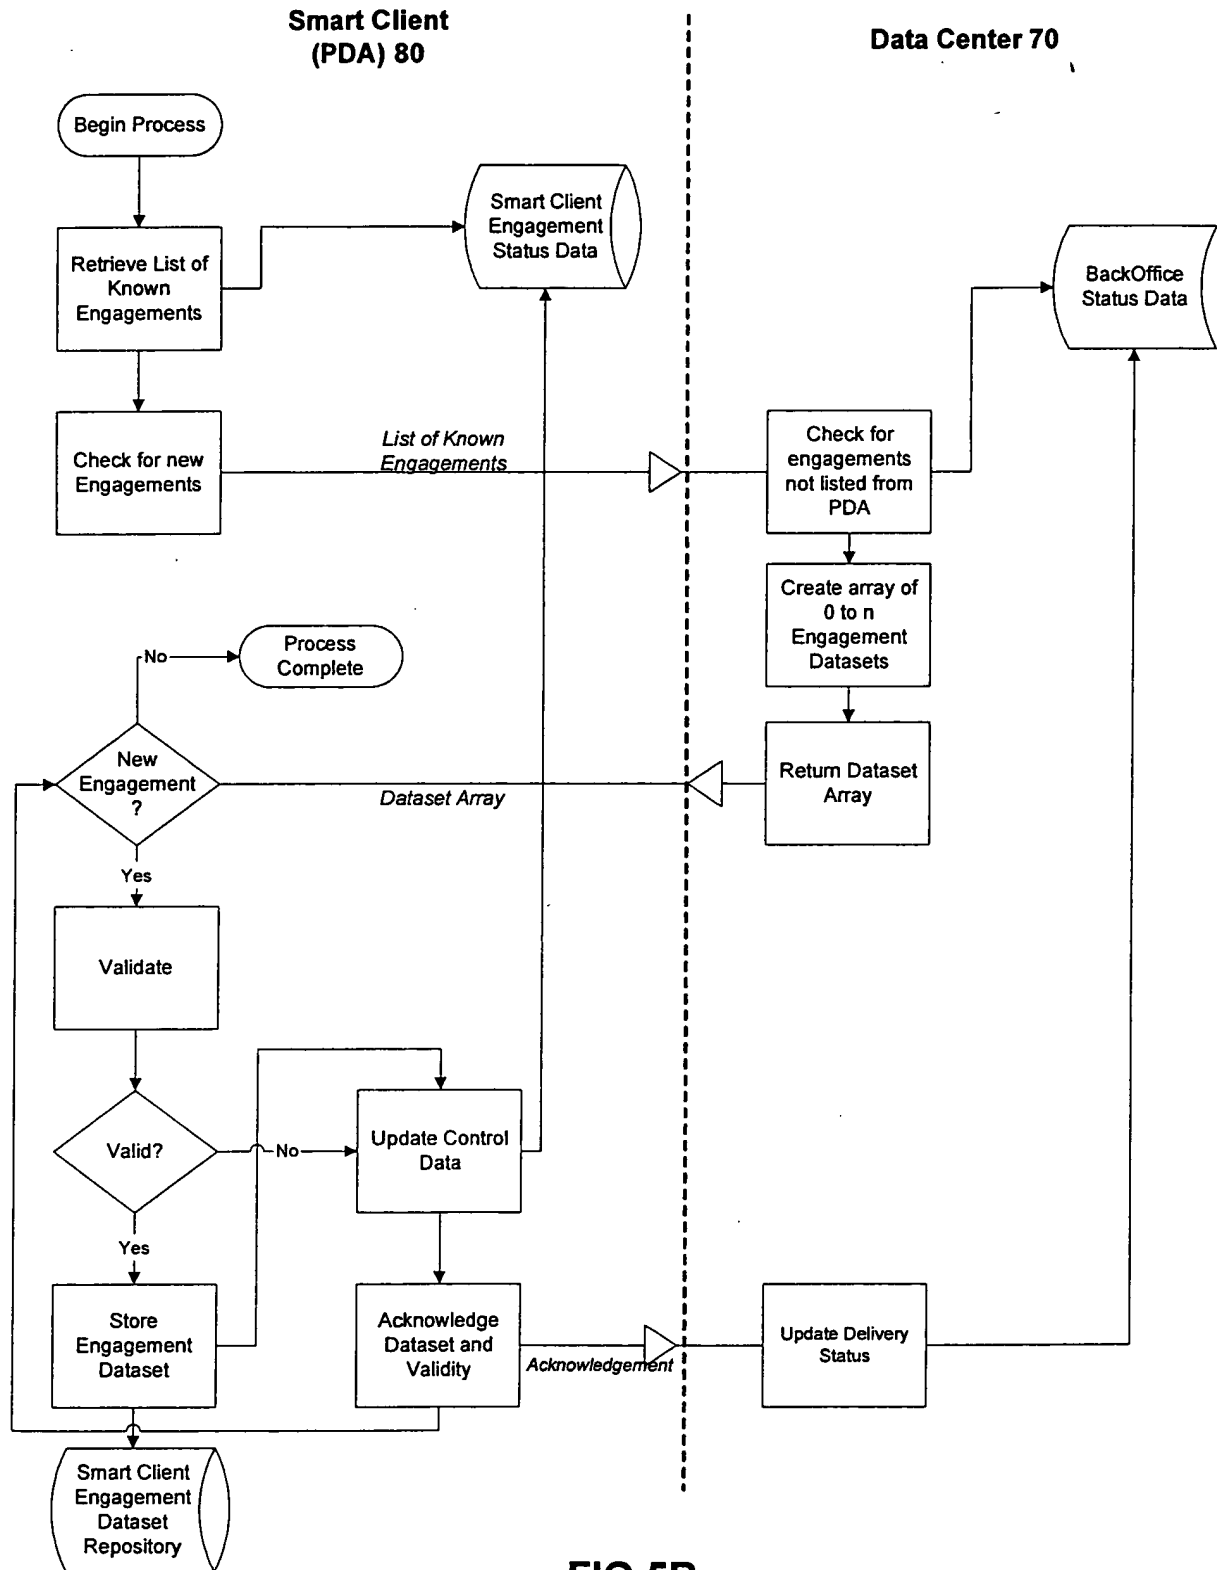 Smart Client
(PDA) 80
Data Center 70
Begin Process
Smart Client
Engagement
Status Data
Retrieve List of
Known
Engagements
BackOffice
Status Data
Check for new
Engagements
List of Known
Engagements
Check for
engagements
not listed from
PDA
Create array of
0 to n
Engagement
Datasets
No
Process
Complete
New
Engagement
?
Dataset Array
Return Dataset
Array
Yes
Validate
Valid?
No
Update Control
Data
Yes
Store
Engagement
Dataset
Acknowledge
Dataset and
Validity
Acknowledgement
Update Delivery
Status
Smart Client
Engagement
Dataset
Repository